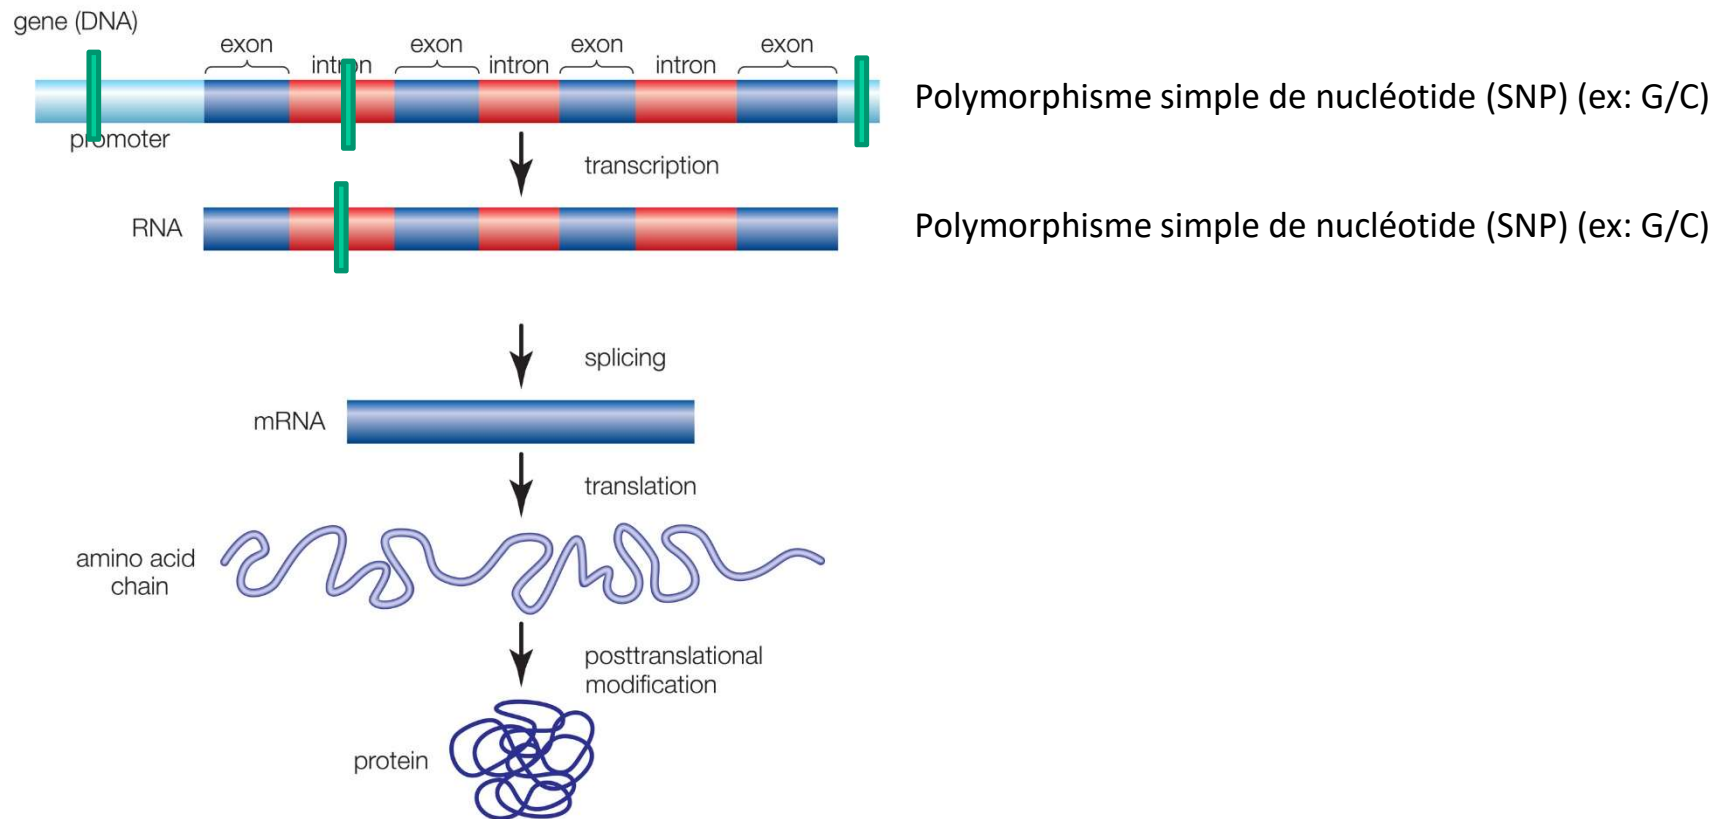 gene (DNA)
exon
intron
exon
intron
exon
intron
exon
promoter
Polymorphisme simple de nucléotide (SNP) (ex: G/C)
transcription
RNA
Polymorphisme simple de nucléotide (SNP) (ex: G/C)
splicing
mRNA
translation
amino acid
chain
posttranslational
modification
protein